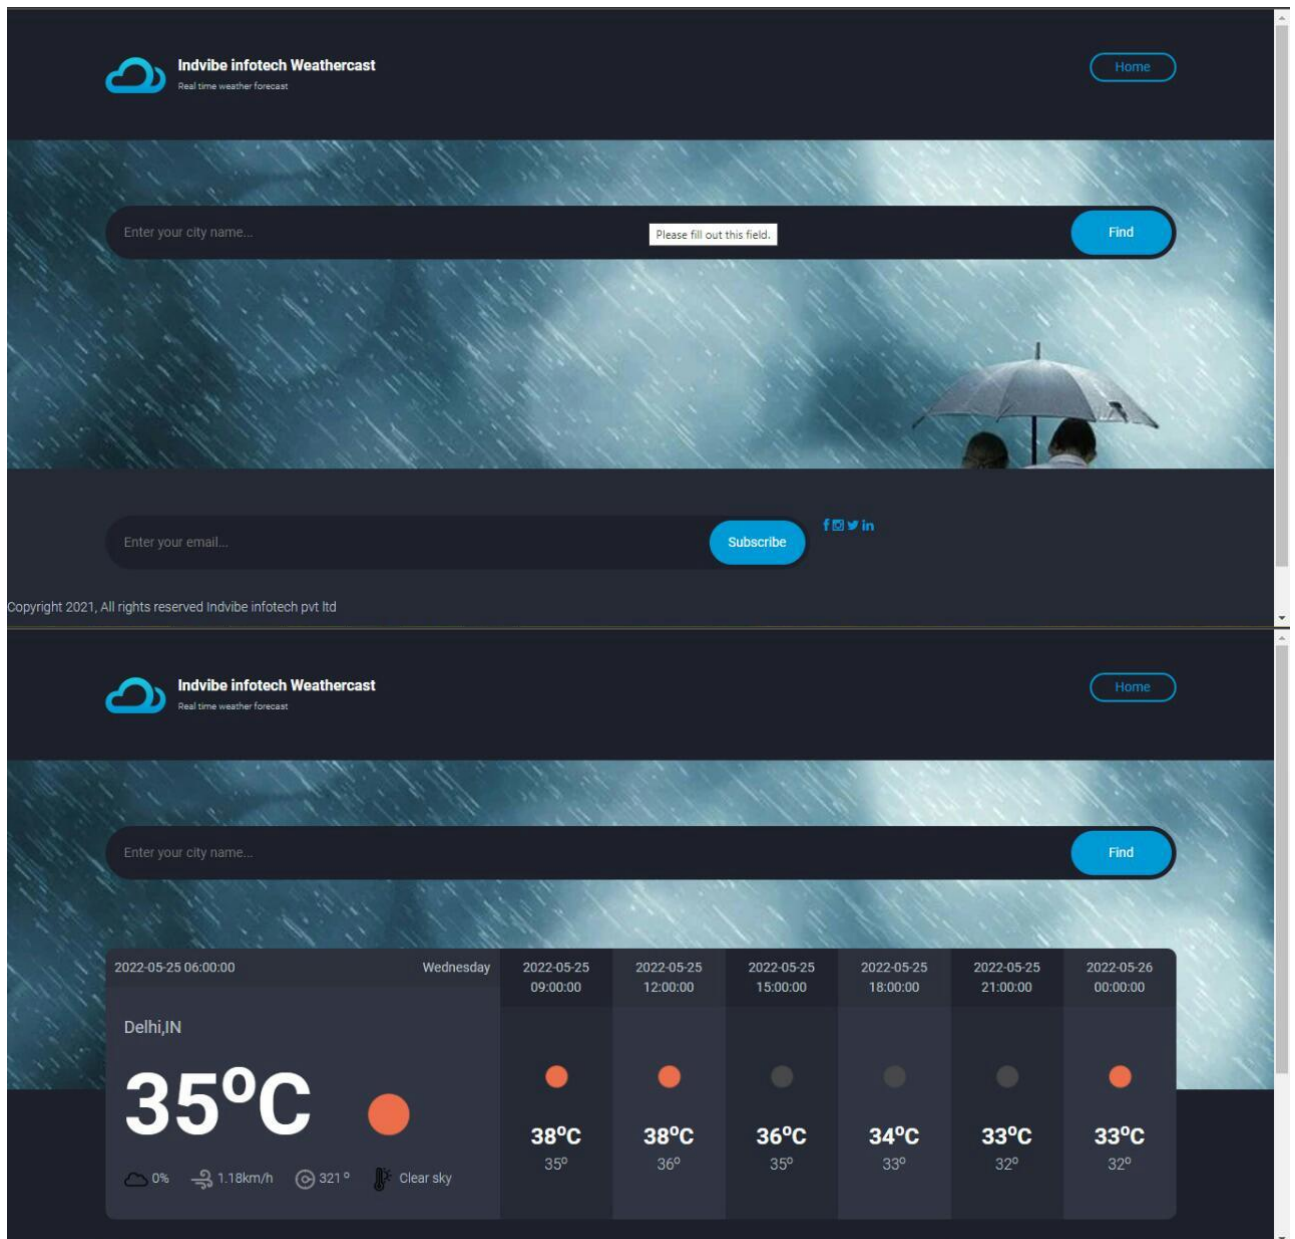 Indvibe infotech Weathercast
Real time weather forecast
Home
Enter your city name...
Please fill out this field.
Find
Enter your email...
Subscribe
Copyright 2021, All rights reserved Indvibe infotech pvt ltd
Indvibe infotech Weathercast
Real time weather forecast
Home
Enter your city name...
Find
2022-05-25 06:00:00 Wednesday
Delhi,IN
35°C
0% 1.18km/h 321° Clear sky
2022-05-25
09:00:00
38°C
35°
2022-05-25
12:00:00
38°C
36°
2022-05-25
15:00:00
36°C
35°
2022-05-25
18:00:00
34°C
33°
2022-05-25
21:00:00
33°C
32°
2022-05-26
00:00:00
33°C
32°